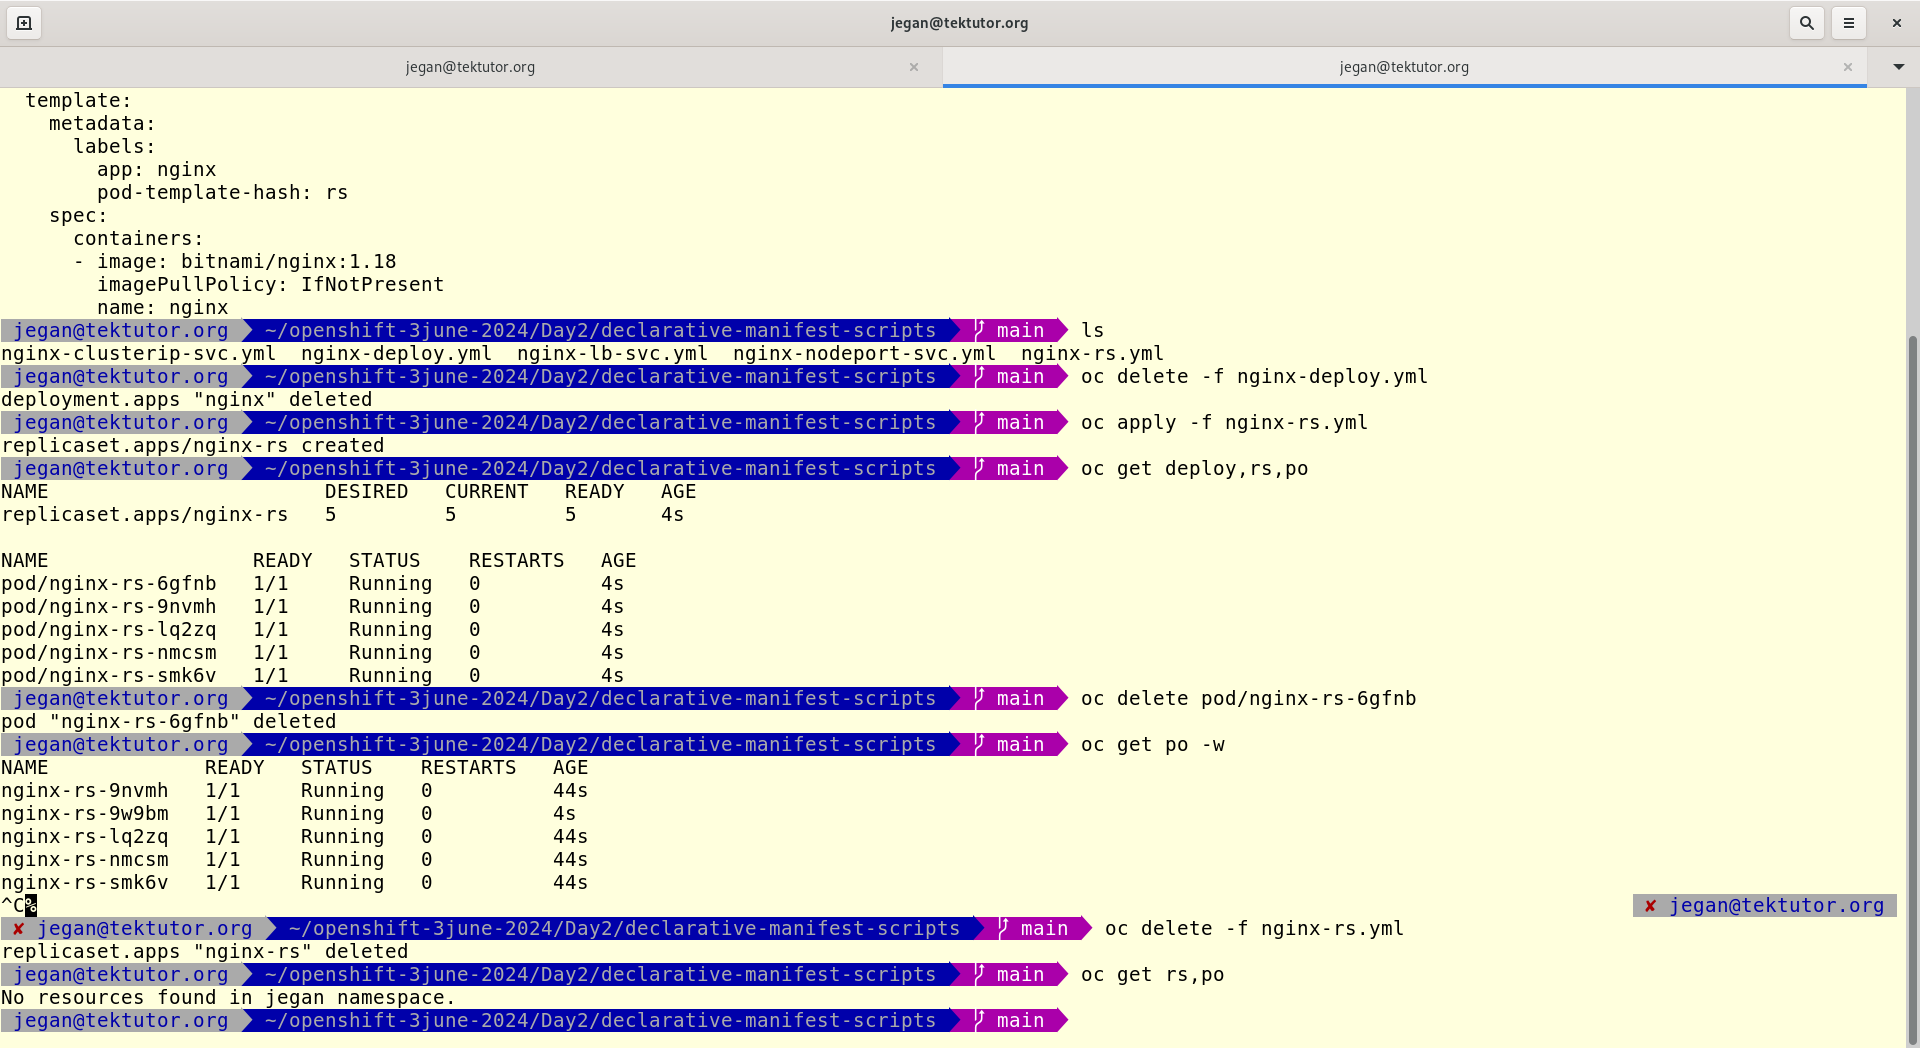 jegan@tektutor.org
jegan@tektutor.org × jegan@tektutor.org ×
  template:
    metadata:
      labels:
        app: nginx
        pod-template-hash: rs
    spec:
      containers:
      - image: bitnami/nginx:1.18
        imagePullPolicy: IfNotPresent
        name: nginx
jegan@tektutor.org ~/openshift-3june-2024/Day2/declarative-manifest-scripts main ls
nginx-clusterip-svc.yml  nginx-deploy.yml  nginx-lb-svc.yml  nginx-nodeport-svc.yml  nginx-rs.yml
jegan@tektutor.org ~/openshift-3june-2024/Day2/declarative-manifest-scripts main oc delete -f nginx-deploy.yml
deployment.apps "nginx" deleted
jegan@tektutor.org ~/openshift-3june-2024/Day2/declarative-manifest-scripts main oc apply -f nginx-rs.yml
replicaset.apps/nginx-rs created
jegan@tektutor.org ~/openshift-3june-2024/Day2/declarative-manifest-scripts main oc get deploy,rs,po
NAME                       DESIRED   CURRENT   READY   AGE
replicaset.apps/nginx-rs   5         5         5       4s
NAME                 READY   STATUS    RESTARTS   AGE
pod/nginx-rs-6gfnb   1/1     Running   0          4s
pod/nginx-rs-9nvmh   1/1     Running   0          4s
pod/nginx-rs-lq2zq   1/1     Running   0          4s
pod/nginx-rs-nmcsm   1/1     Running   0          4s
pod/nginx-rs-smk6v   1/1     Running   0          4s
jegan@tektutor.org ~/openshift-3june-2024/Day2/declarative-manifest-scripts main oc delete pod/nginx-rs-6gfnb
pod "nginx-rs-6gfnb" deleted
jegan@tektutor.org ~/openshift-3june-2024/Day2/declarative-manifest-scripts main oc get po -w
NAME             READY   STATUS    RESTARTS   AGE
nginx-rs-9nvmh   1/1     Running   0          44s
nginx-rs-9w9bm   1/1     Running   0          4s
nginx-rs-lq2zq   1/1     Running   0          44s
nginx-rs-nmcsm   1/1     Running   0          44s
nginx-rs-smk6v   1/1     Running   0          44s
^C% ✘ jegan@tektutor.org
✘ jegan@tektutor.org ~/openshift-3june-2024/Day2/declarative-manifest-scripts main oc delete -f nginx-rs.yml
replicaset.apps "nginx-rs" deleted
jegan@tektutor.org ~/openshift-3june-2024/Day2/declarative-manifest-scripts main oc get rs,po
No resources found in jegan namespace.
jegan@tektutor.org ~/openshift-3june-2024/Day2/declarative-manifest-scripts main